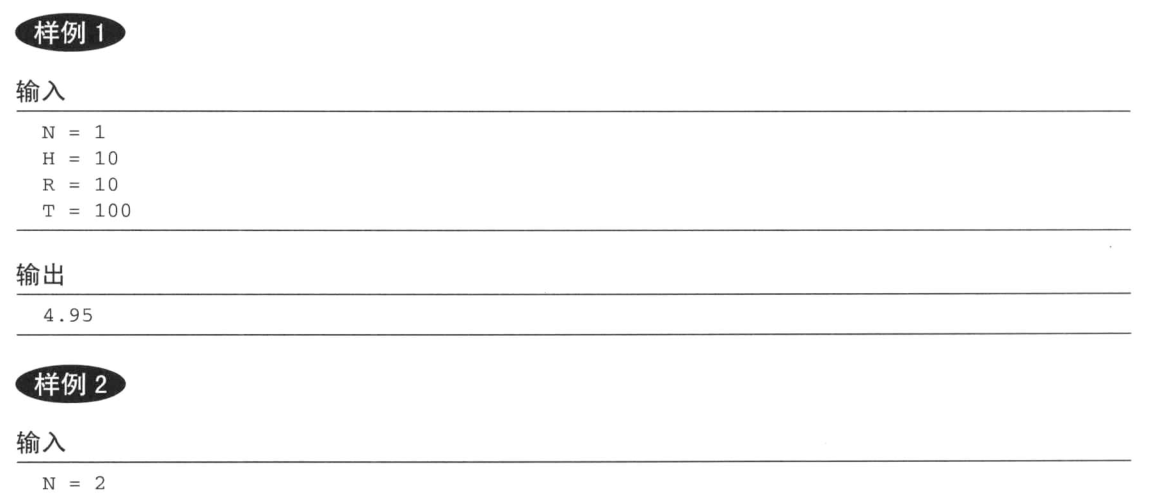 样例 1
输入
N = 1
H = 10
R = 10
T = 100
输出
4.95
样例 2
输入
N = 2